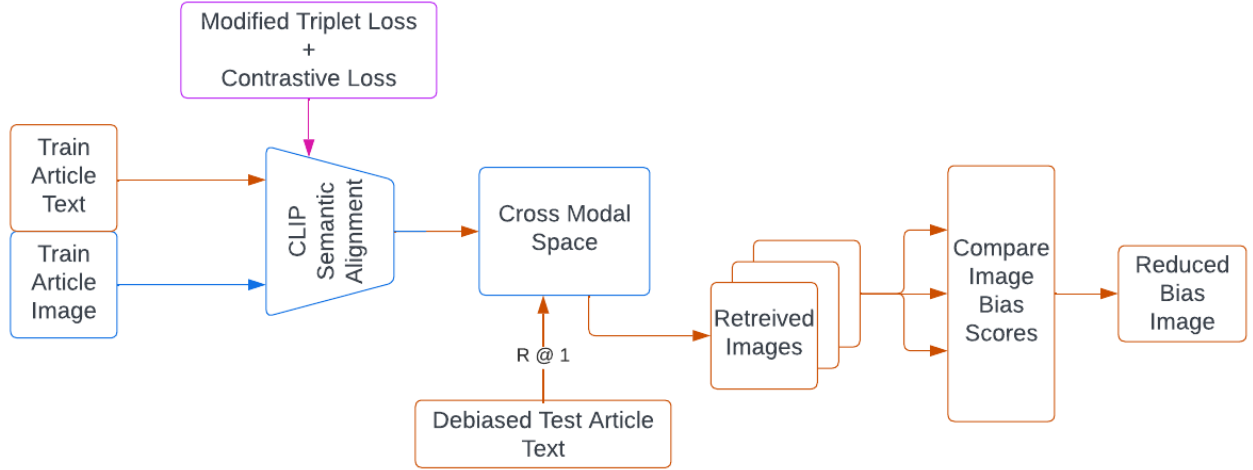 Modified Triplet Loss
+
Contrastive Loss
Train
Article
Text
Train
Article
Image
CLIP
Semantic
Alignment
Cross Modal
Space
R @ 1
Debiased Test Article
Text
Retreived
Images
Compare
Image
Bias
Scores
Reduced
Bias
Image